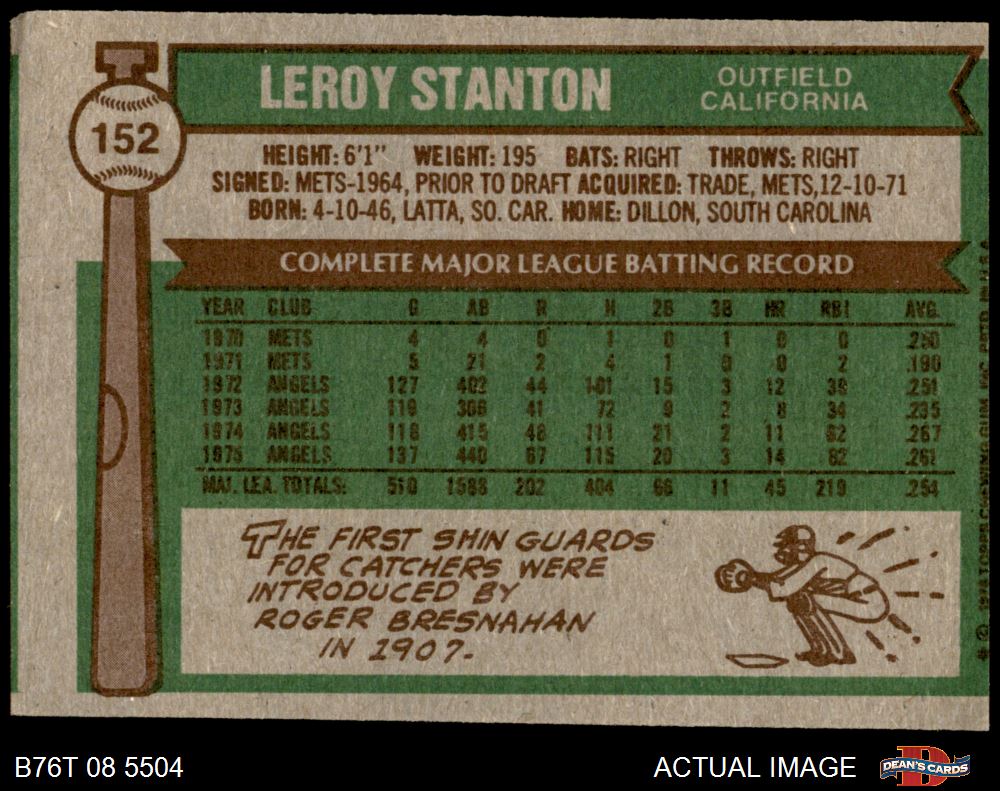 152
LEROY STANTON
OUTFIELD
CALIFORNIA
HEIGHT: 6'1" WEIGHT: 195 BATS: RIGHT THROWS: RIGHT
SIGNED: METS-1964, PRIOR TO DRAFT ACQUIRED: TRADE, METS,12-10-71
BORN: 4-10-46, LATTA, SO. CAR. HOME: DILLON, SOUTH CAROLINA
COMPLETE MAJOR LEAGUE BATTING RECORD
YEAR CLUB G AB R H 2B 3B HR RBI AVG.
1970 METS 4 4 0 1 0 1 0 0 .250
1971 METS 5 21 2 4 1 0 0 2 .190
1972 ANGELS 127 402 44 101 15 3 12 39 .251
1973 ANGELS 119 306 41 72 9 2 8 34 .235
1974 ANGELS 118 415 48 111 21 2 11 62 .267
1975 ANGELS 137 440 67 115 20 3 14 82 .261
MAJ. LEA. TOTALS: 510 1588 202 404 66 11 45 219 .254
THE FIRST SHIN GUARDS
FOR CATCHERS WERE
INTRODUCED BY
ROGER BRESNAHAN
IN 1907.
B76T 08 5504
ACTUAL IMAGE
DEAN'S CARDS